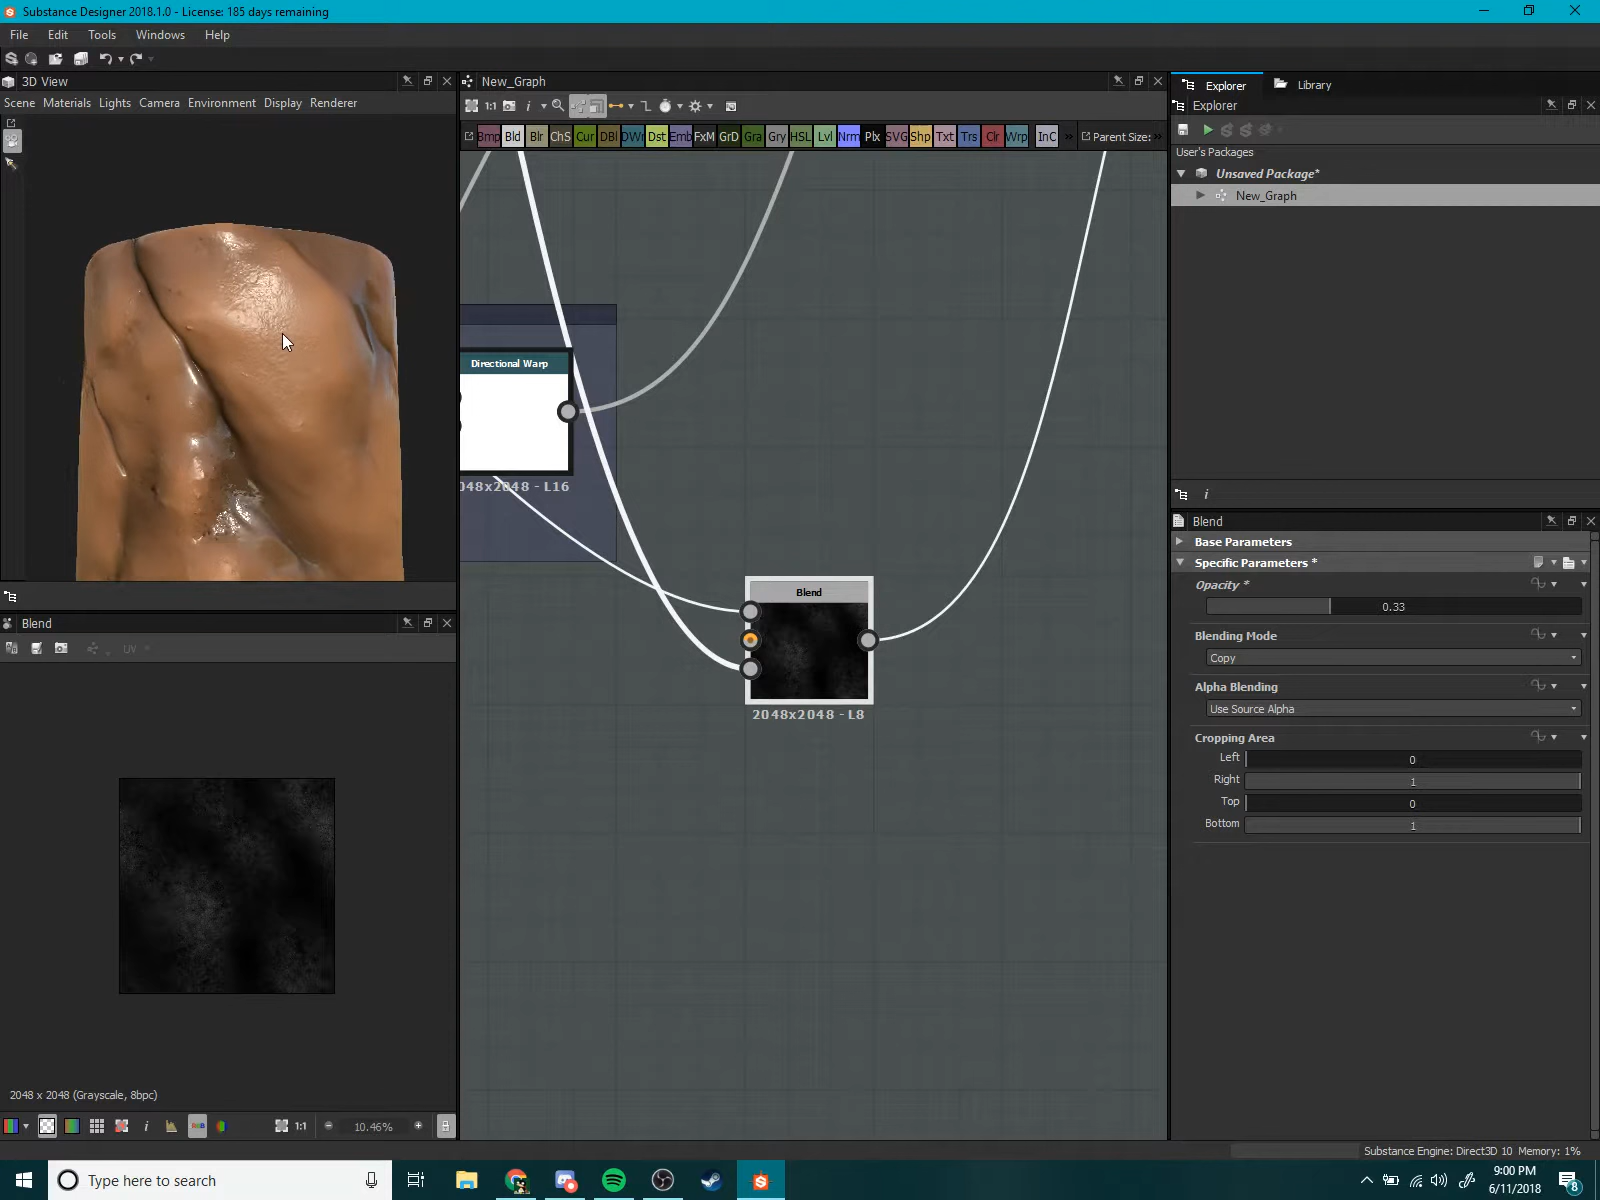 Substance Designer 2018.1.0 - License: 185 days remaining
File Edit Tools Windows Help
3D View
Scene Materials Lights Camera Environment Display Renderer
New_Graph
1:1
Bmp Bld Blr ChS Cur DBl DWr Dst Emb FxM GrD Gra Gry HSL Lvl Nrm Plx SVG Shp Txt Trs Clr Wrp InC Parent Size:
Directional Warp
048x2048 - L16
Blend
2048x2048 - L8
Explorer Library
Explorer
User's Packages
Unsaved Package*
New_Graph
Blend
Base Parameters
Specific Parameters *
Opacity *
0.33
Blending Mode
Copy
Alpha Blending
Use Source Alpha
Cropping Area
Left 0
Right 1
Top 0
Bottom 1
Blend
UV
2048 x 2048 (Grayscale, 8bpc)
1:1 10.46%
Substance Engine: Direct3D 10 Memory: 1%
Type here to search
9:00 PM
6/11/2018
8